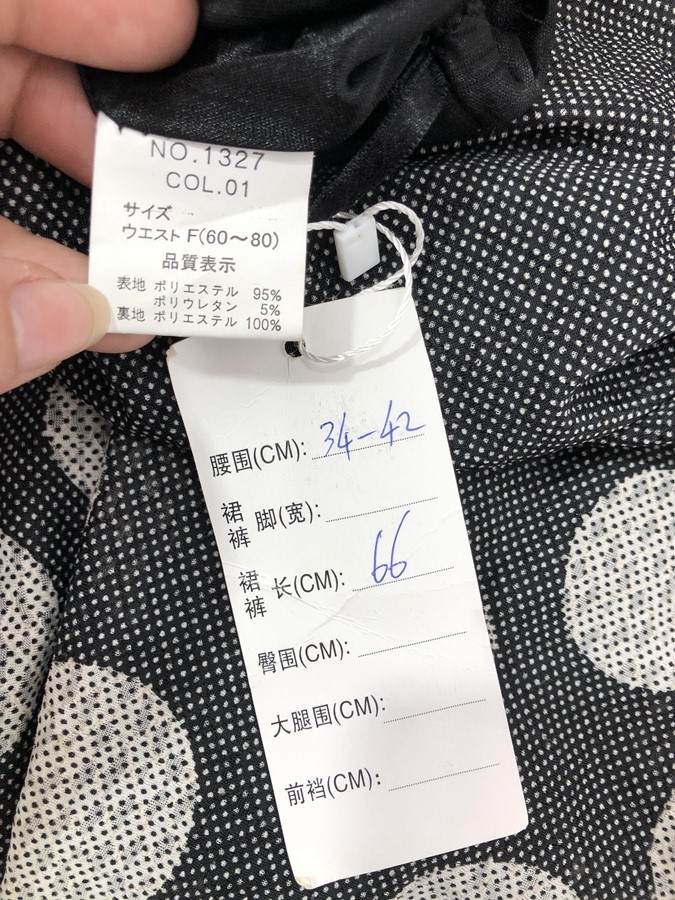 NO.1327
COL.01
サイズ
ウエスト F(60～80)
品質表示
表地 ポリエステル 95%
ポリウレタン 5%
裏地 ポリエステル 100%
腰围(CM): 34-42
裙裤 脚(宽):
裙裤 长(CM): 66
臀围(CM):
大腿围(CM):
前裆(CM):